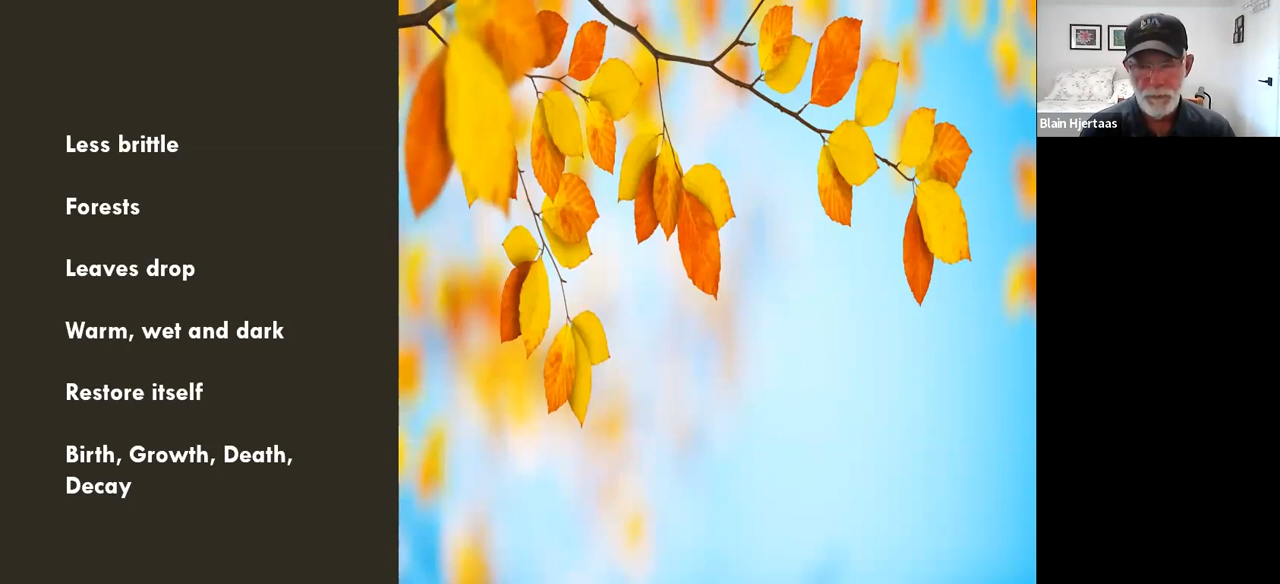 Less brittle
Forests
Leaves drop
Warm, wet and dark
Restore itself
Birth, Growth, Death,
Decay
Blain Hjertaas